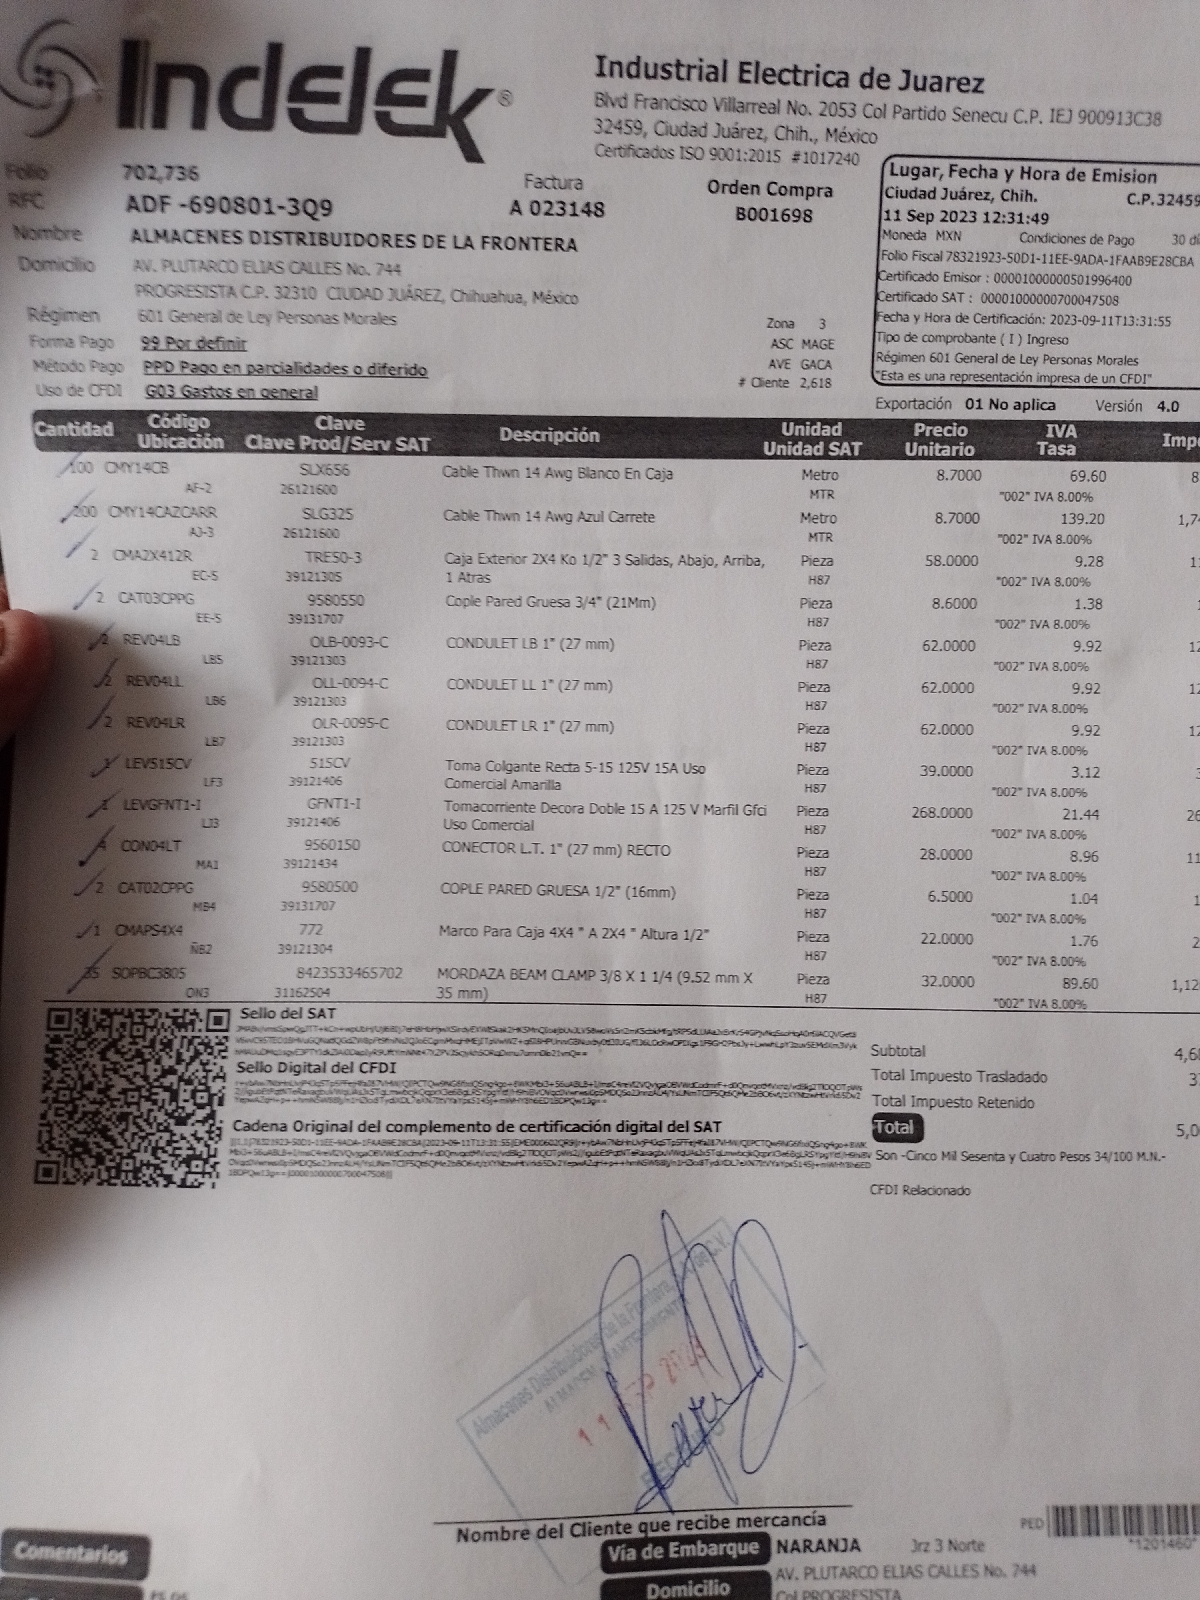 Indelek®
Industrial Electrica de Juarez
Blvd Francisco Villarreal No. 2053 Col Partido Senecu C.P. IEJ 900913C38
32459, Ciudad Juárez, Chih., México
Certificados ISO 9001:2015 #1017240
Folio 702,736
RFC ADF -690801-3Q9
Factura
A 023148
Orden Compra
B001698
Lugar, Fecha y Hora de Emision
Ciudad Juárez, Chih. C.P.32459
11 Sep 2023 12:31:49
Moneda MXN Condiciones de Pago 30
Folio Fiscal 78321923-50D1-11EE-9ADA-1FAAB9E28CBA
Certificado Emisor : 00001000000501996400
Certificado SAT : 00001000000700047508
Fecha y Hora de Certificación: 2023-09-11T13:31:55
Tipo de comprobante ( I ) Ingreso
Régimen 601 General de Ley Personas Morales
"Esta es una representación impresa de un CFDI"
Nombre ALMACENES DISTRIBUIDORES DE LA FRONTERA
Domicilio AV. PLUTARCO ELIAS CALLES No. 744
PROGRESISTA C.P. 32310 CIUDAD JUÁREZ, Chihuahua, México
Régimen 601 General de Ley Personas Morales
Forma Pago 99 Por definir
Método Pago PPD Pago en parcialidades o diferido
Uso de CFDI G03 Gastos en general
Zona 3
ASC MAGE
AVE GACA
# Cliente 2,618
Exportación 01 No aplica Versión 4.0
Cantidad Código Clave Descripción Unidad Precio IVA
Ubicación Clave Prod/Serv SAT Unidad SAT Unitario Tasa
100 CMY14CB SLX656 Cable Thwn 14 Awg Blanco En Caja Metro 8.7000 69.60
AF-2 26121600 MTR "002" IVA 8.00%
200 CMY14CAZCARR SLG325 Cable Thwn 14 Awg Azul Carrete Metro 8.7000 139.20
AJ-3 26121600 MTR "002" IVA 8.00%
2 CMA2X412R TRE50-3 Caja Exterior 2X4 Ko 1/2" 3 Salidas, Abajo, Arriba, Pieza 58.0000 9.28
EC-5 39121305 1 Atras H87 "002" IVA 8.00%
2 CAT03CPPG 9580550 Cople Pared Gruesa 3/4" (21Mm) Pieza 8.6000 1.38
EE-5 39131707 H87 "002" IVA 8.00%
2 REV04LB OLB-0093-C CONDULET LB 1" (27 mm) Pieza 62.0000 9.92
LB5 39121303 H87 "002" IVA 8.00%
2 REV04LL OLL-0094-C CONDULET LL 1" (27 mm) Pieza 62.0000 9.92
LB6 39121303 H87 "002" IVA 8.00%
2 REV04LR OLR-0095-C CONDULET LR 1" (27 mm) Pieza 62.0000 9.92
LB7 39121303 H87 "002" IVA 8.00%
1 LEV515CV 515CV Toma Colgante Recta 5-15 125V 15A Uso Pieza 39.0000 3.12
LF3 39121406 Comercial Amarilla H87 "002" IVA 8.00%
1 LEVGFNT1-I GFNT1-I Tomacorriente Decora Doble 15 A 125 V Marfil Gfci Pieza 268.0000 21.44
LJ3 39121406 Uso Comercial H87 "002" IVA 8.00%
4 CON04LT 9560150 CONECTOR L.T. 1" (27 mm) RECTO Pieza 28.0000 8.96
MA1 39121434 H87 "002" IVA 8.00%
2 CAT02CPPG 9580500 COPLE PARED GRUESA 1/2" (16mm) Pieza 6.5000 1.04
MB4 39131707 H87 "002" IVA 8.00%
1 CMAPS4X4 772 Marco Para Caja 4X4 " A 2X4 " Altura 1/2" Pieza 22.0000 1.76
ÑB2 39121304 H87 "002" IVA 8.00%
35 SOPBC3805 8423533465702 MORDAZA BEAM CLAMP 3/8 X 1 1/4 (9.52 mm X Pieza 32.0000 89.60
ON3 31162504 35 mm) H87 "002" IVA 8.00%
Sello del SAT
Sello Digital del CFDI
Cadena Original del complemento de certificación digital del SAT
Subtotal
Total Impuesto Trasladado
Total Impuesto Retenido
Total
Son -Cinco Mil Sesenta y Cuatro Pesos 34/100 M.N.-
CFDI Relacionado
Almacenes Distribuidores de la Frontera,
11 SEP 2023
Nombre del Cliente que recibe mercancía
PED
*1201460*
Comentarios
Vía de Embarque NARANJA Jrz 3 Norte
Domicilio AV. PLUTARCO ELIAS CALLES No. 744
Col PROGRESISTA